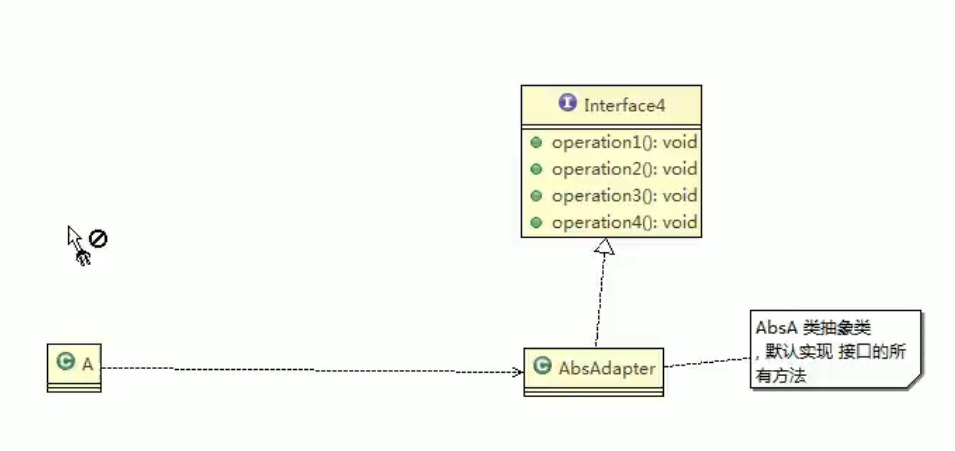 I Interface4
operation1(): void
operation2(): void
operation3(): void
operation4(): void
C A
C AbsAdapter
AbsA 类抽象类
, 默认实现 接口的所
有方法